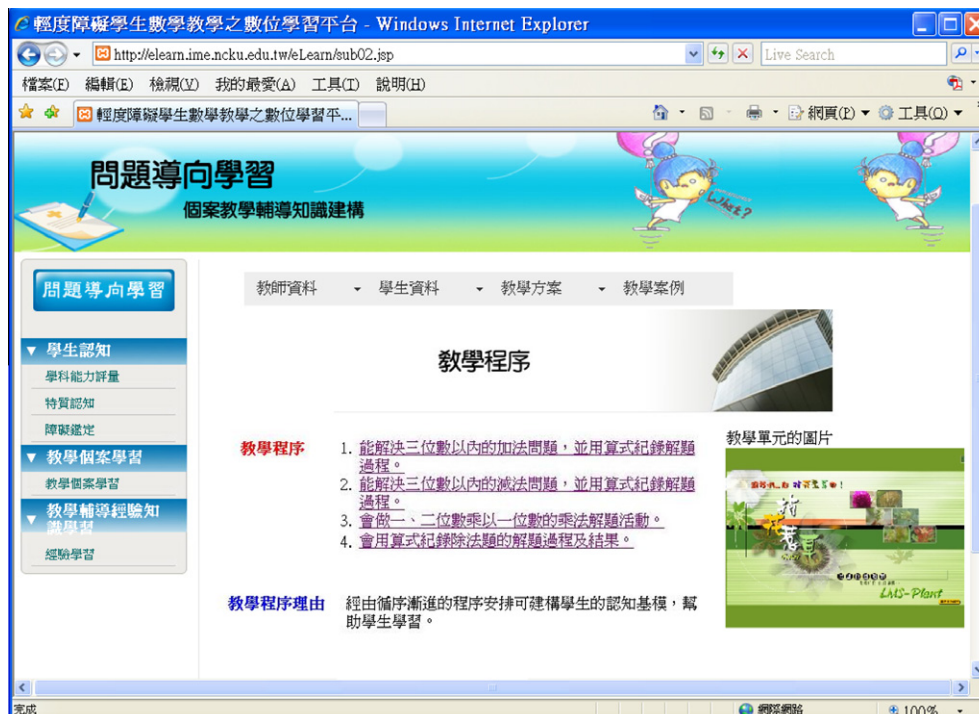 輕度障礙學生數學教學之數位學習平台 - Windows Internet Explorer
http://elearn.ime.ncku.edu.tw/eLearn/sub02.jsp
Live Search
檔案(F) 編輯(E) 檢視(V) 我的最愛(A) 工具(T) 說明(H)
輕度障礙學生數學教學之數位學習平...
網頁(P) 工具(O)
問題導向學習
個案教學輔導知識建構
What?
問題導向學習
教師資料 學生資料 教學方案 教學案例
學生認知
學科能力評量
特質認知
障礙鑑定
教學個案學習
教學個案學習
教學輔導經驗知
識學習
經驗學習
教學程序
教學程序
1. 能解決三位數以內的加法問題，並用算式紀錄解題
過程。
2. 能解決三位數以內的減法問題，並用算式紀錄解題
過程。
3. 會做一、二位數乘以一位數的乘法解題活動。
4. 會用算式紀錄除法題的解題過程及結果。
教學程序理由
經由循序漸進的程序安排可建構學生的認知基模，幫
助學生學習。
教學單元的圖片
LMS-Plant
完成
網際網路
100%